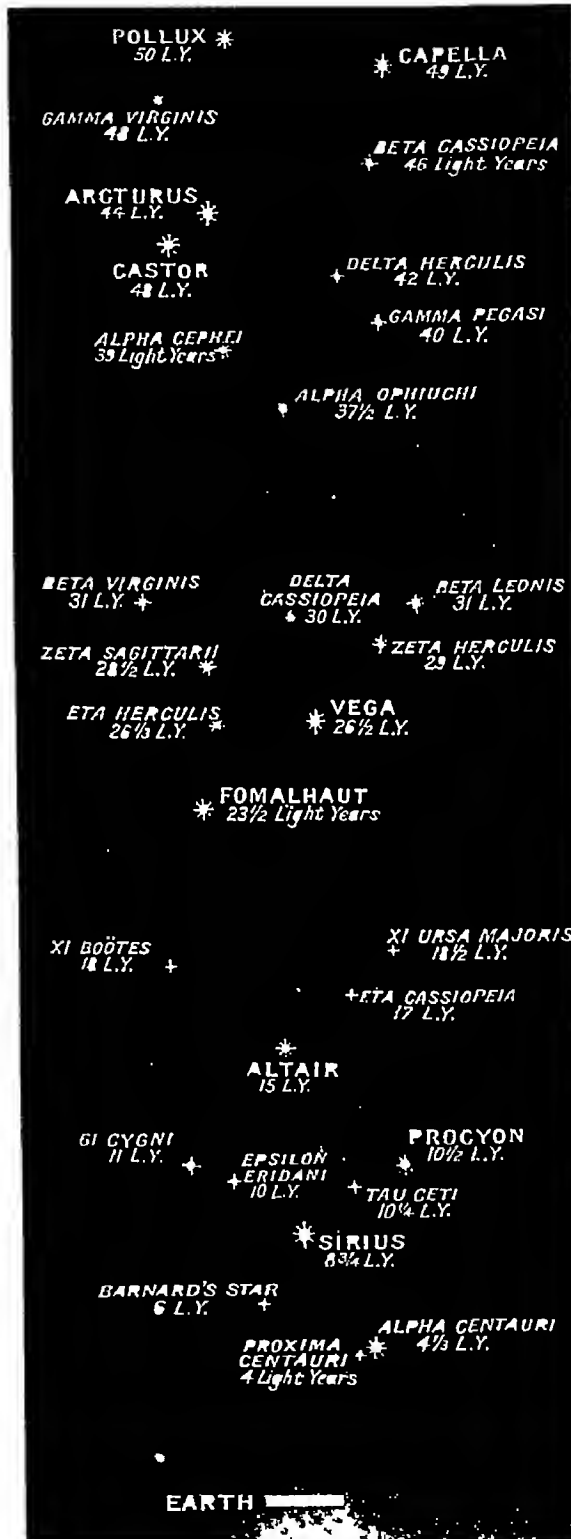 POLLUX
50 L.Y.
CAPELLA
49 L.Y.
GAMMA VIRGINIS
48 L.Y.
BETA CASSIOPEIA
46 Light Years
ARCTURUS
44 L.Y.
CASTOR
43 L.Y.
DELTA HERCULIS
42 L.Y.
GAMMA PEGASI
40 L.Y.
ALPHA CEPHEI
39 Light Years
ALPHA OPHIUCHI
37½ L.Y.
BETA VIRGINIS
31 L.Y.
DELTA
CASSIOPEIA
30 L.Y.
BETA LEONIS
31 L.Y.
ZETA SAGITTARII
28½ L.Y.
ZETA HERCULIS
29 L.Y.
ETA HERCULIS
26⅓ L.Y.
VEGA
26½ L.Y.
FOMALHAUT
23½ Light Years
XI BOÖTES
18 L.Y.
XI URSA MAJORIS
18½ L.Y.
ETA CASSIOPEIA
17 L.Y.
ALTAIR
15 L.Y.
61 CYGNI
11 L.Y.
EPSILON
ERIDANI
10 L.Y.
PROCYON
10½ L.Y.
TAU CETI
10¼ L.Y.
SIRIUS
8¾ L.Y.
BARNARD'S STAR
6 L.Y.
ALPHA CENTAURI
4⅓ L.Y.
PROXIMA
CENTAURI
4 Light Years
EARTH